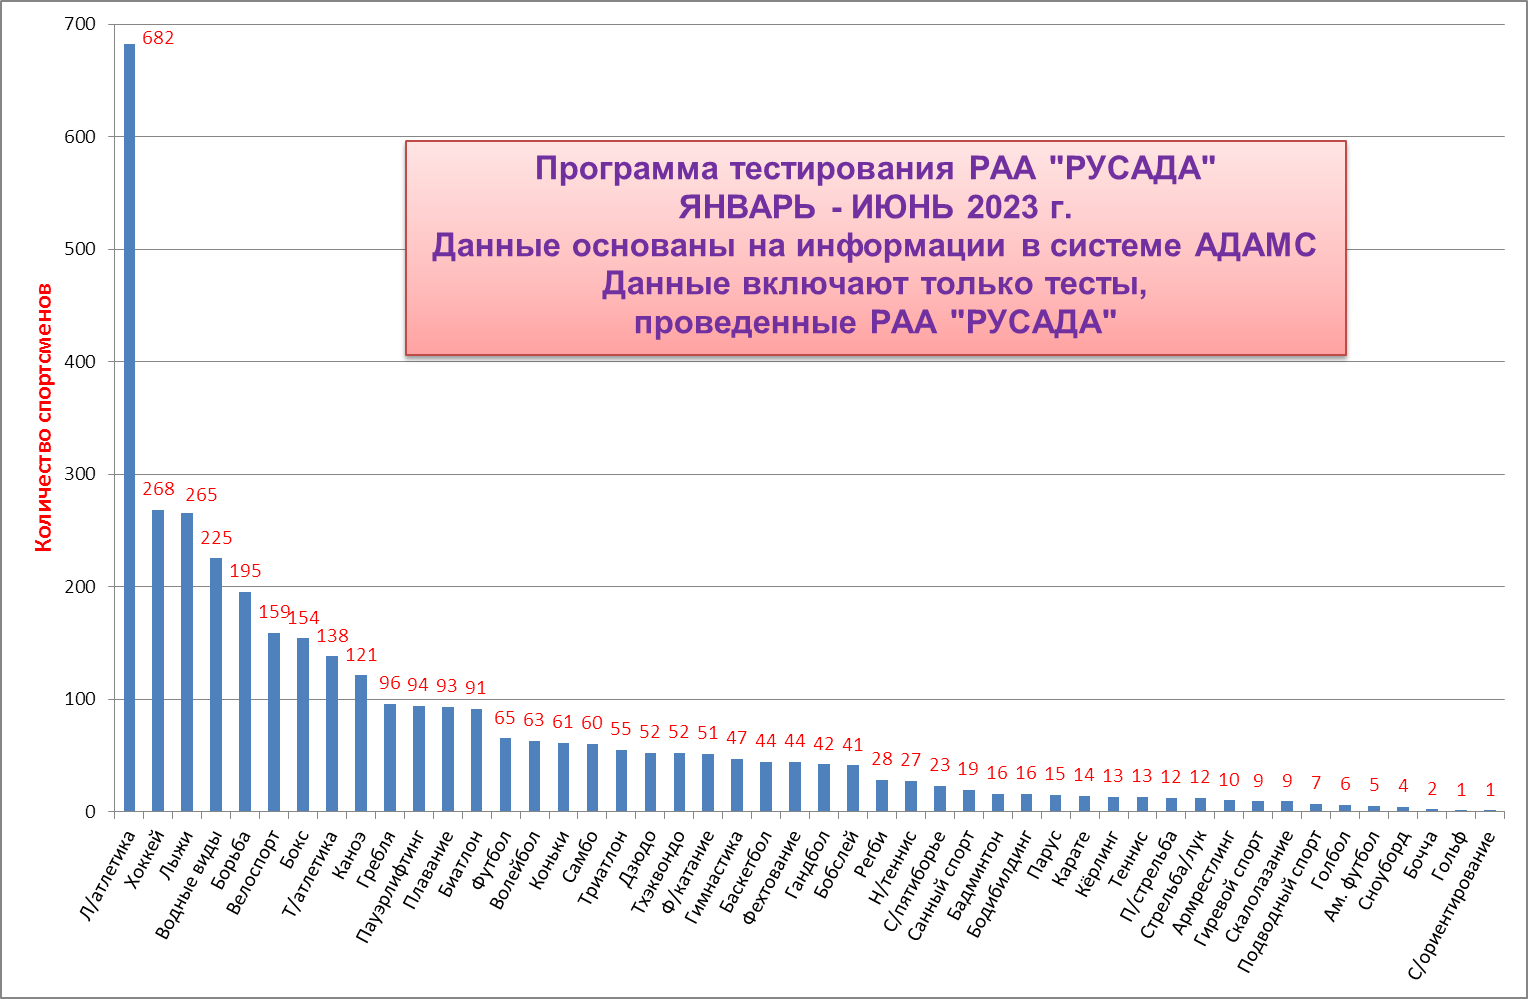 Программа тестирования РАА "РУСАДА"
ЯНВАРЬ - ИЮНЬ 2023 г.
Данные основаны на информации в системе АДАМС
Данные включают только тесты,
проведенные РАА "РУСАДА"
Количество спортсменов
700
600
500
400
300
200
100
0
682
268
265
225
195
159
154
138
121
96
94
93
91
65
63
61
60
55
52
52
51
47
44
44
42
41
28
27
23
19
16
16
15
14
13
13
12
12
10
9
9
7
6
5
4
2
1
1
Л/атлетика
Хоккей
Лыжи
Водные виды
Борьба
Велоспорт
Бокс
Т/атлетика
Каноэ
Гребля
Пауэрлифтинг
Плавание
Биатлон
Футбол
Волейбол
Коньки
Самбо
Триатлон
Дзюдо
Тхэквондо
Ф/катание
Гимнастика
Баскетбол
Фехтование
Гандбол
Бобслей
Регби
Н/теннис
С/пятиборье
Санный спорт
Бадминтон
Бодибилдинг
Парус
Карате
Кёрлинг
Теннис
П/стрельба
Стрельба/лук
Армрестлинг
Гиревой спорт
Скалолазание
Подводный спорт
Голбол
Ам. футбол
Сноуборд
Бочча
Гольф
С/ориентирование